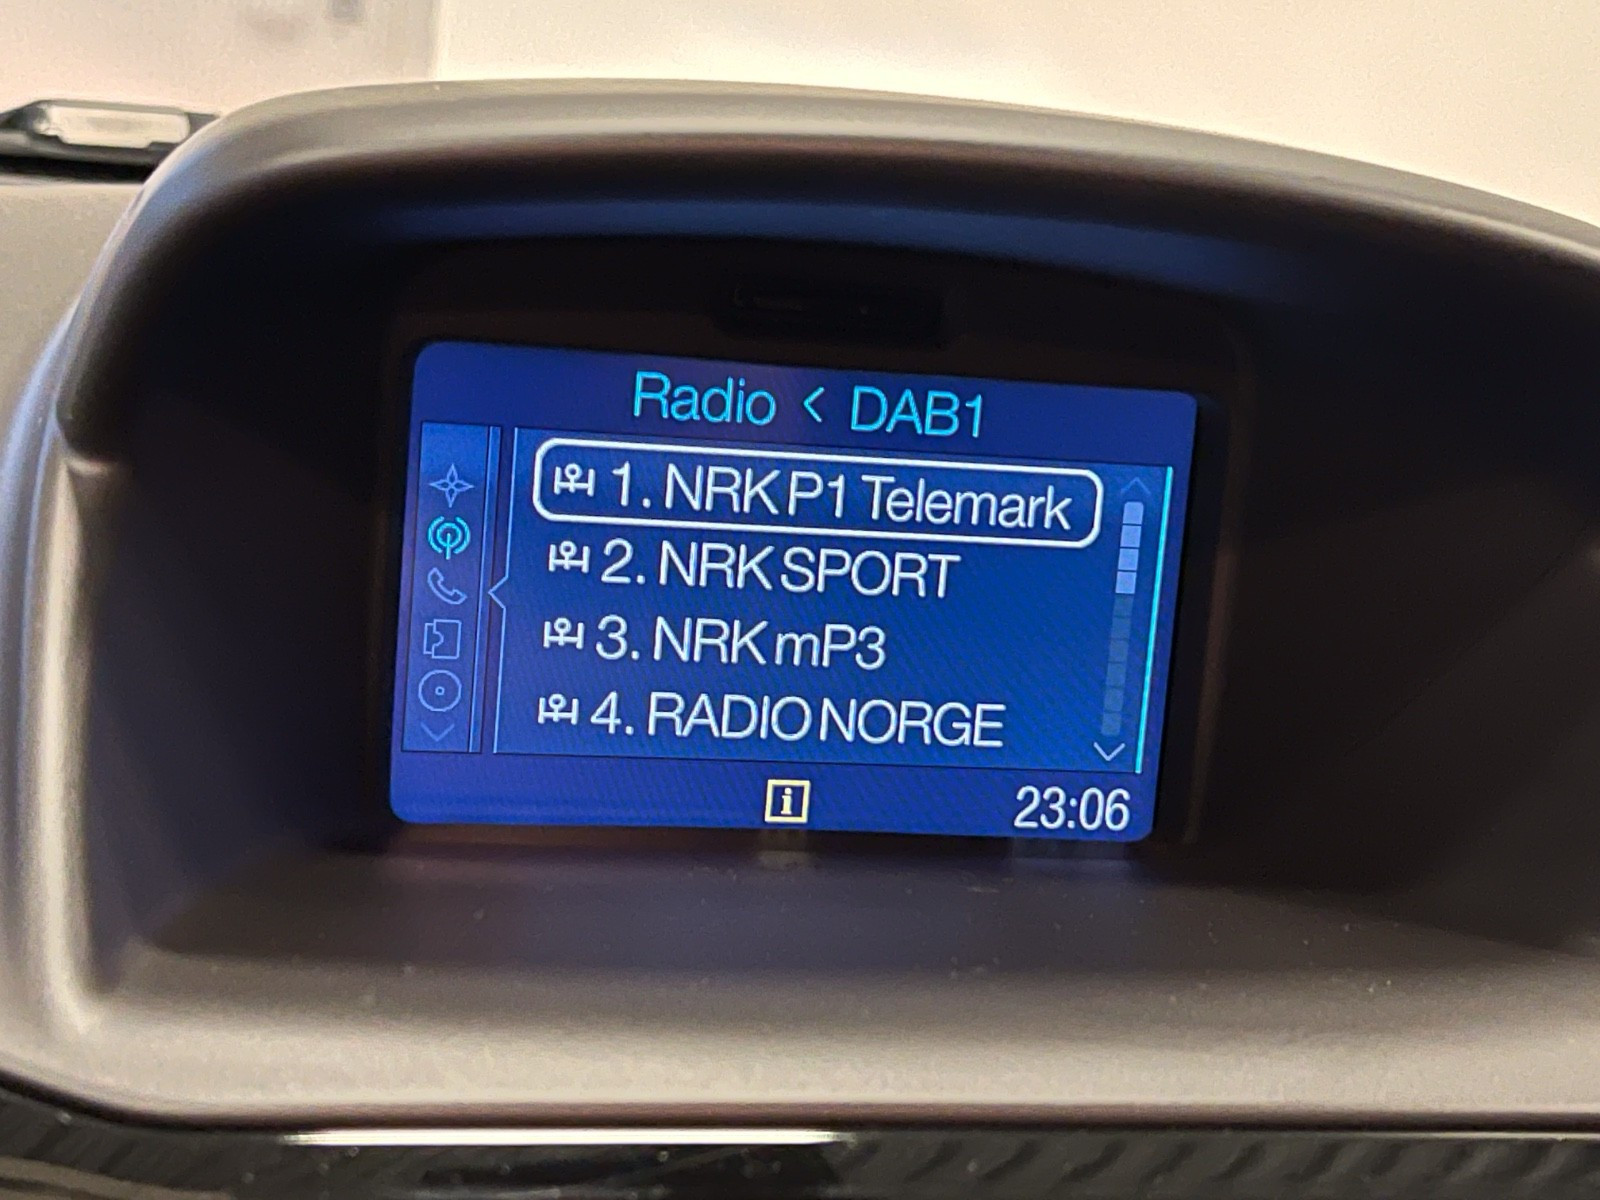 Radio < DAB1
1. NRK P1 Telemark
2. NRK SPORT
3. NRK mP3
4. RADIO NORGE
i 23:06